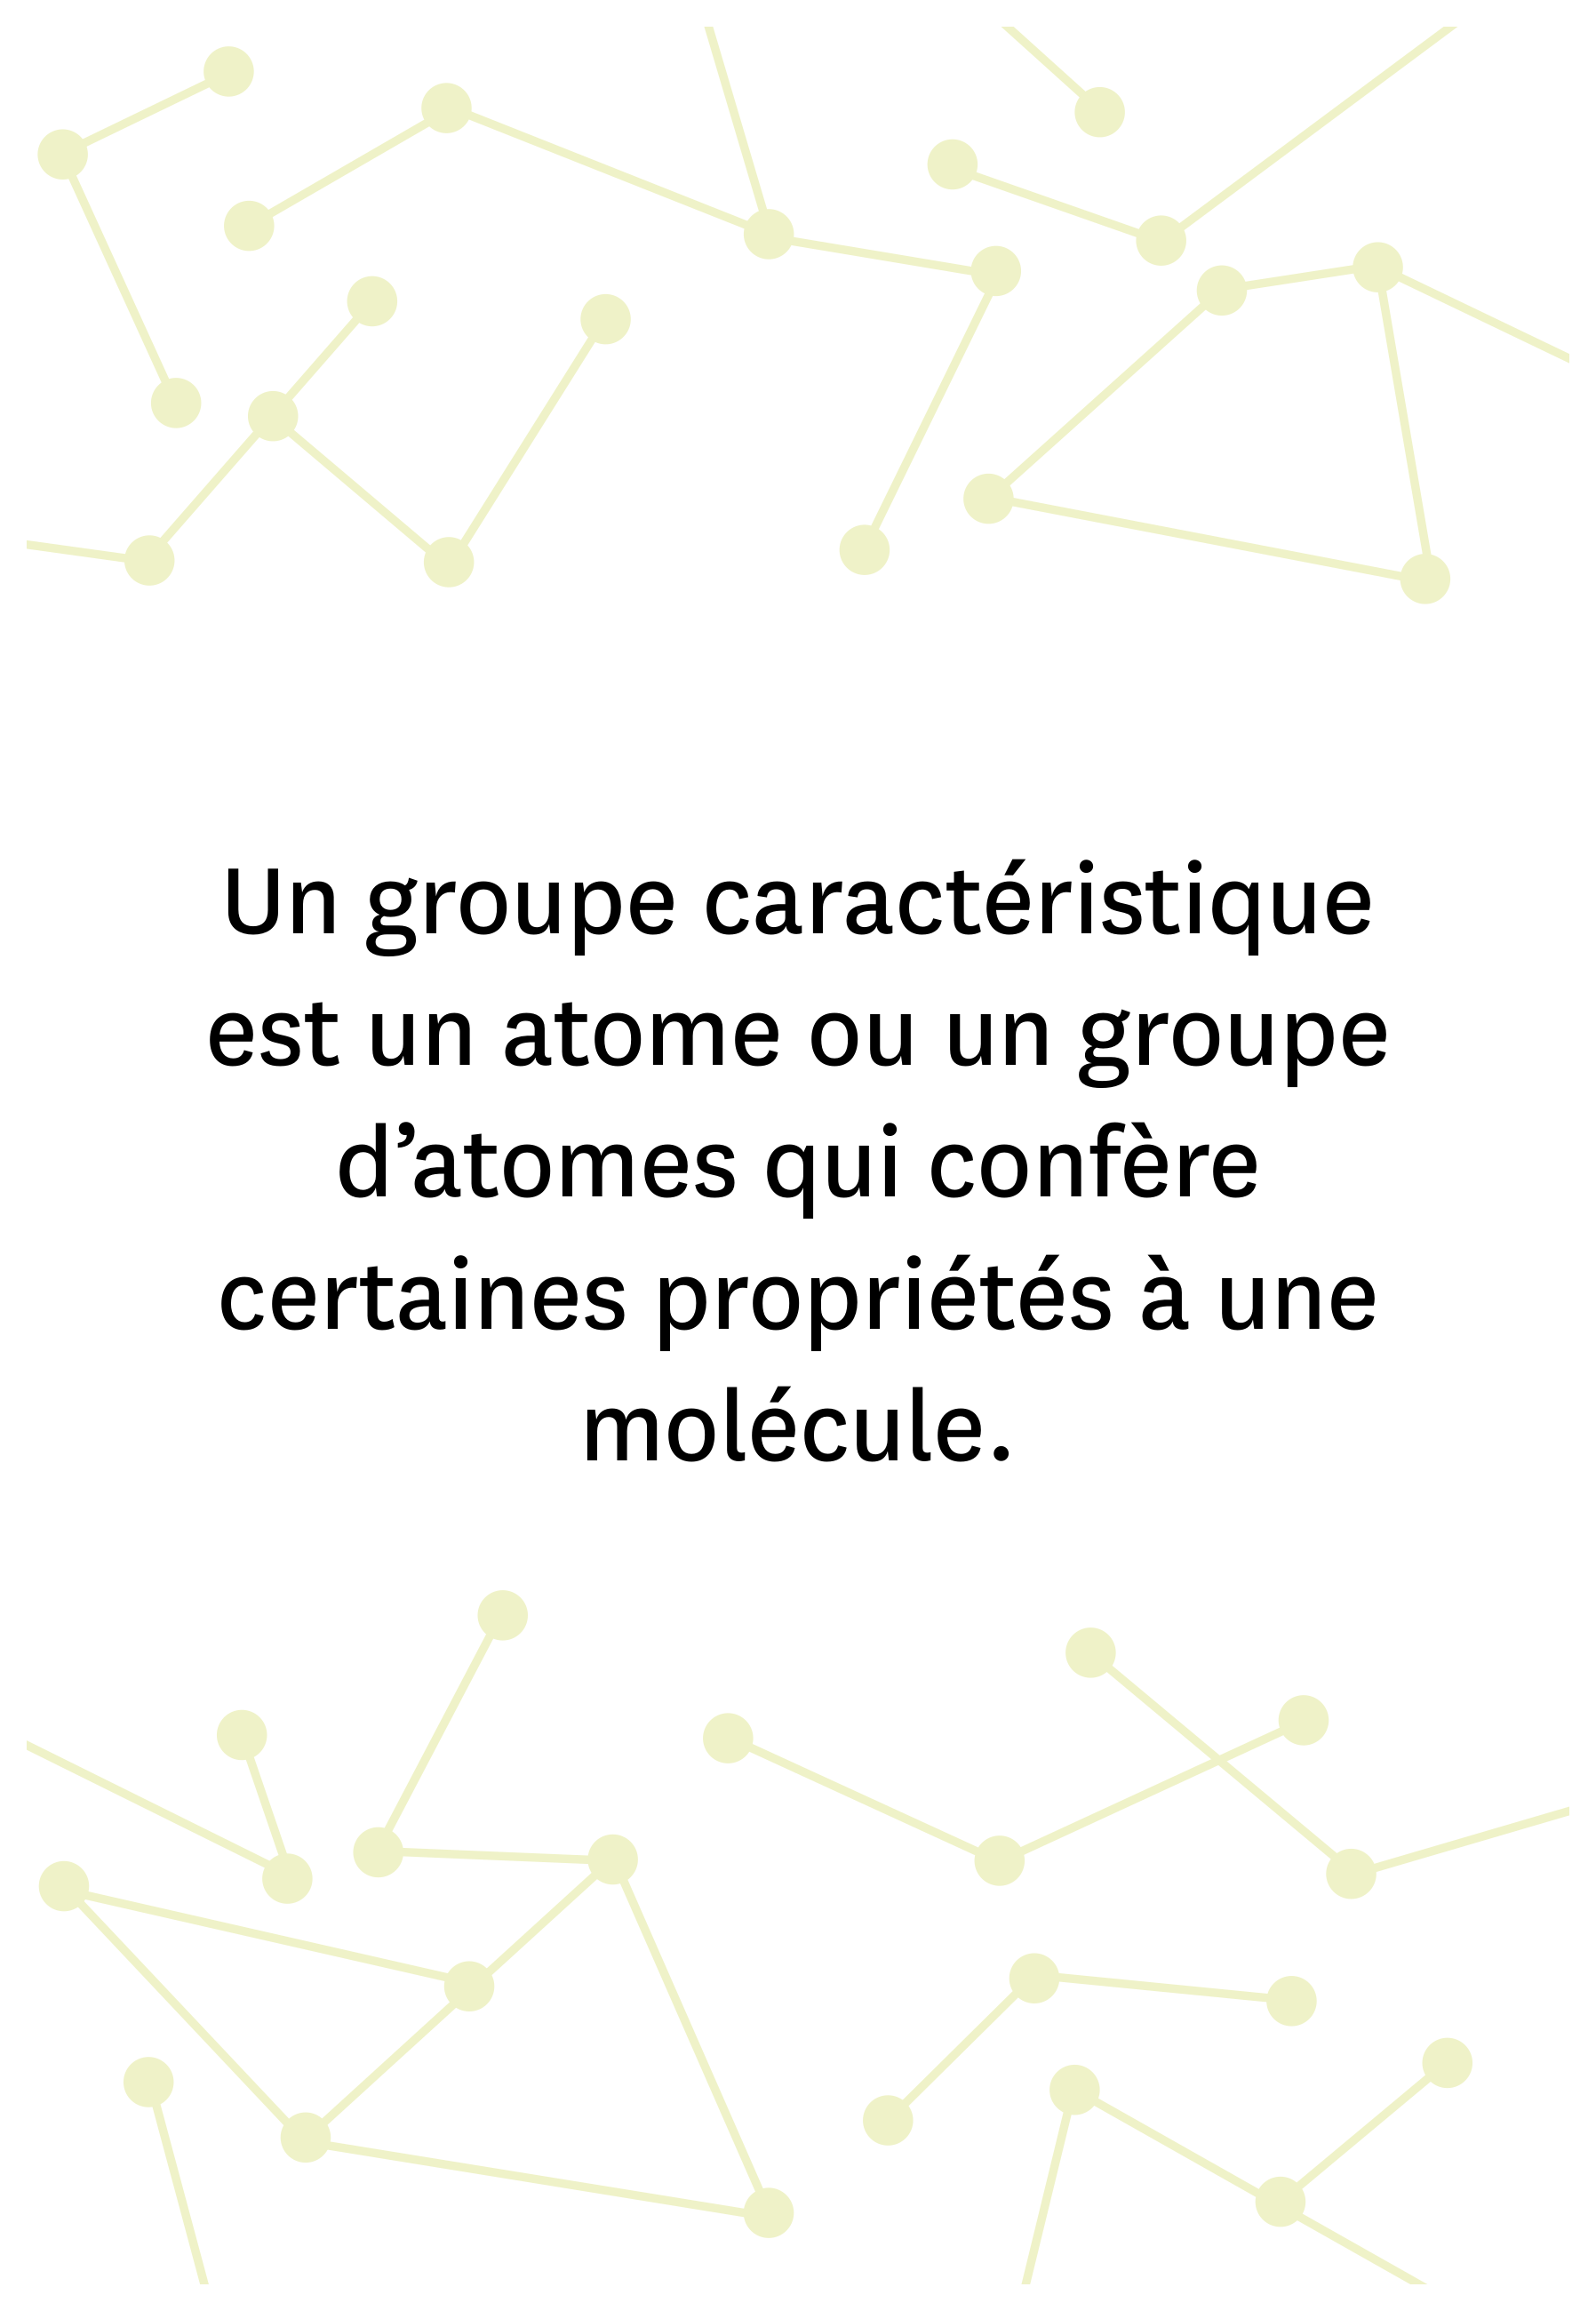 Un groupe caractéristique
est un atome ou un groupe
d’atomes qui confère
certaines propriétés à une
molécule.